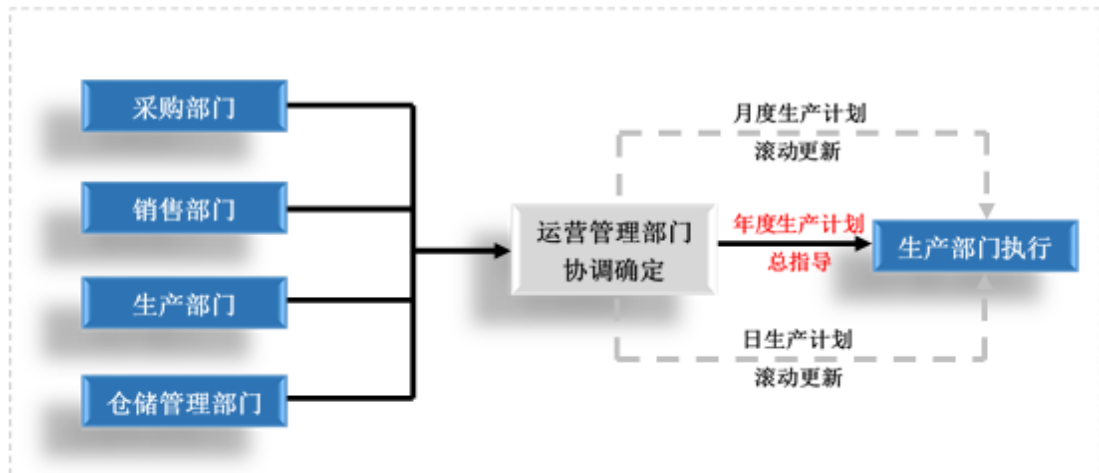 采购部门
销售部门
生产部门
仓储管理部门
运营管理部门
协调确定
月度生产计划
滚动更新
年度生产计划
总指导
日生产计划
滚动更新
生产部门执行